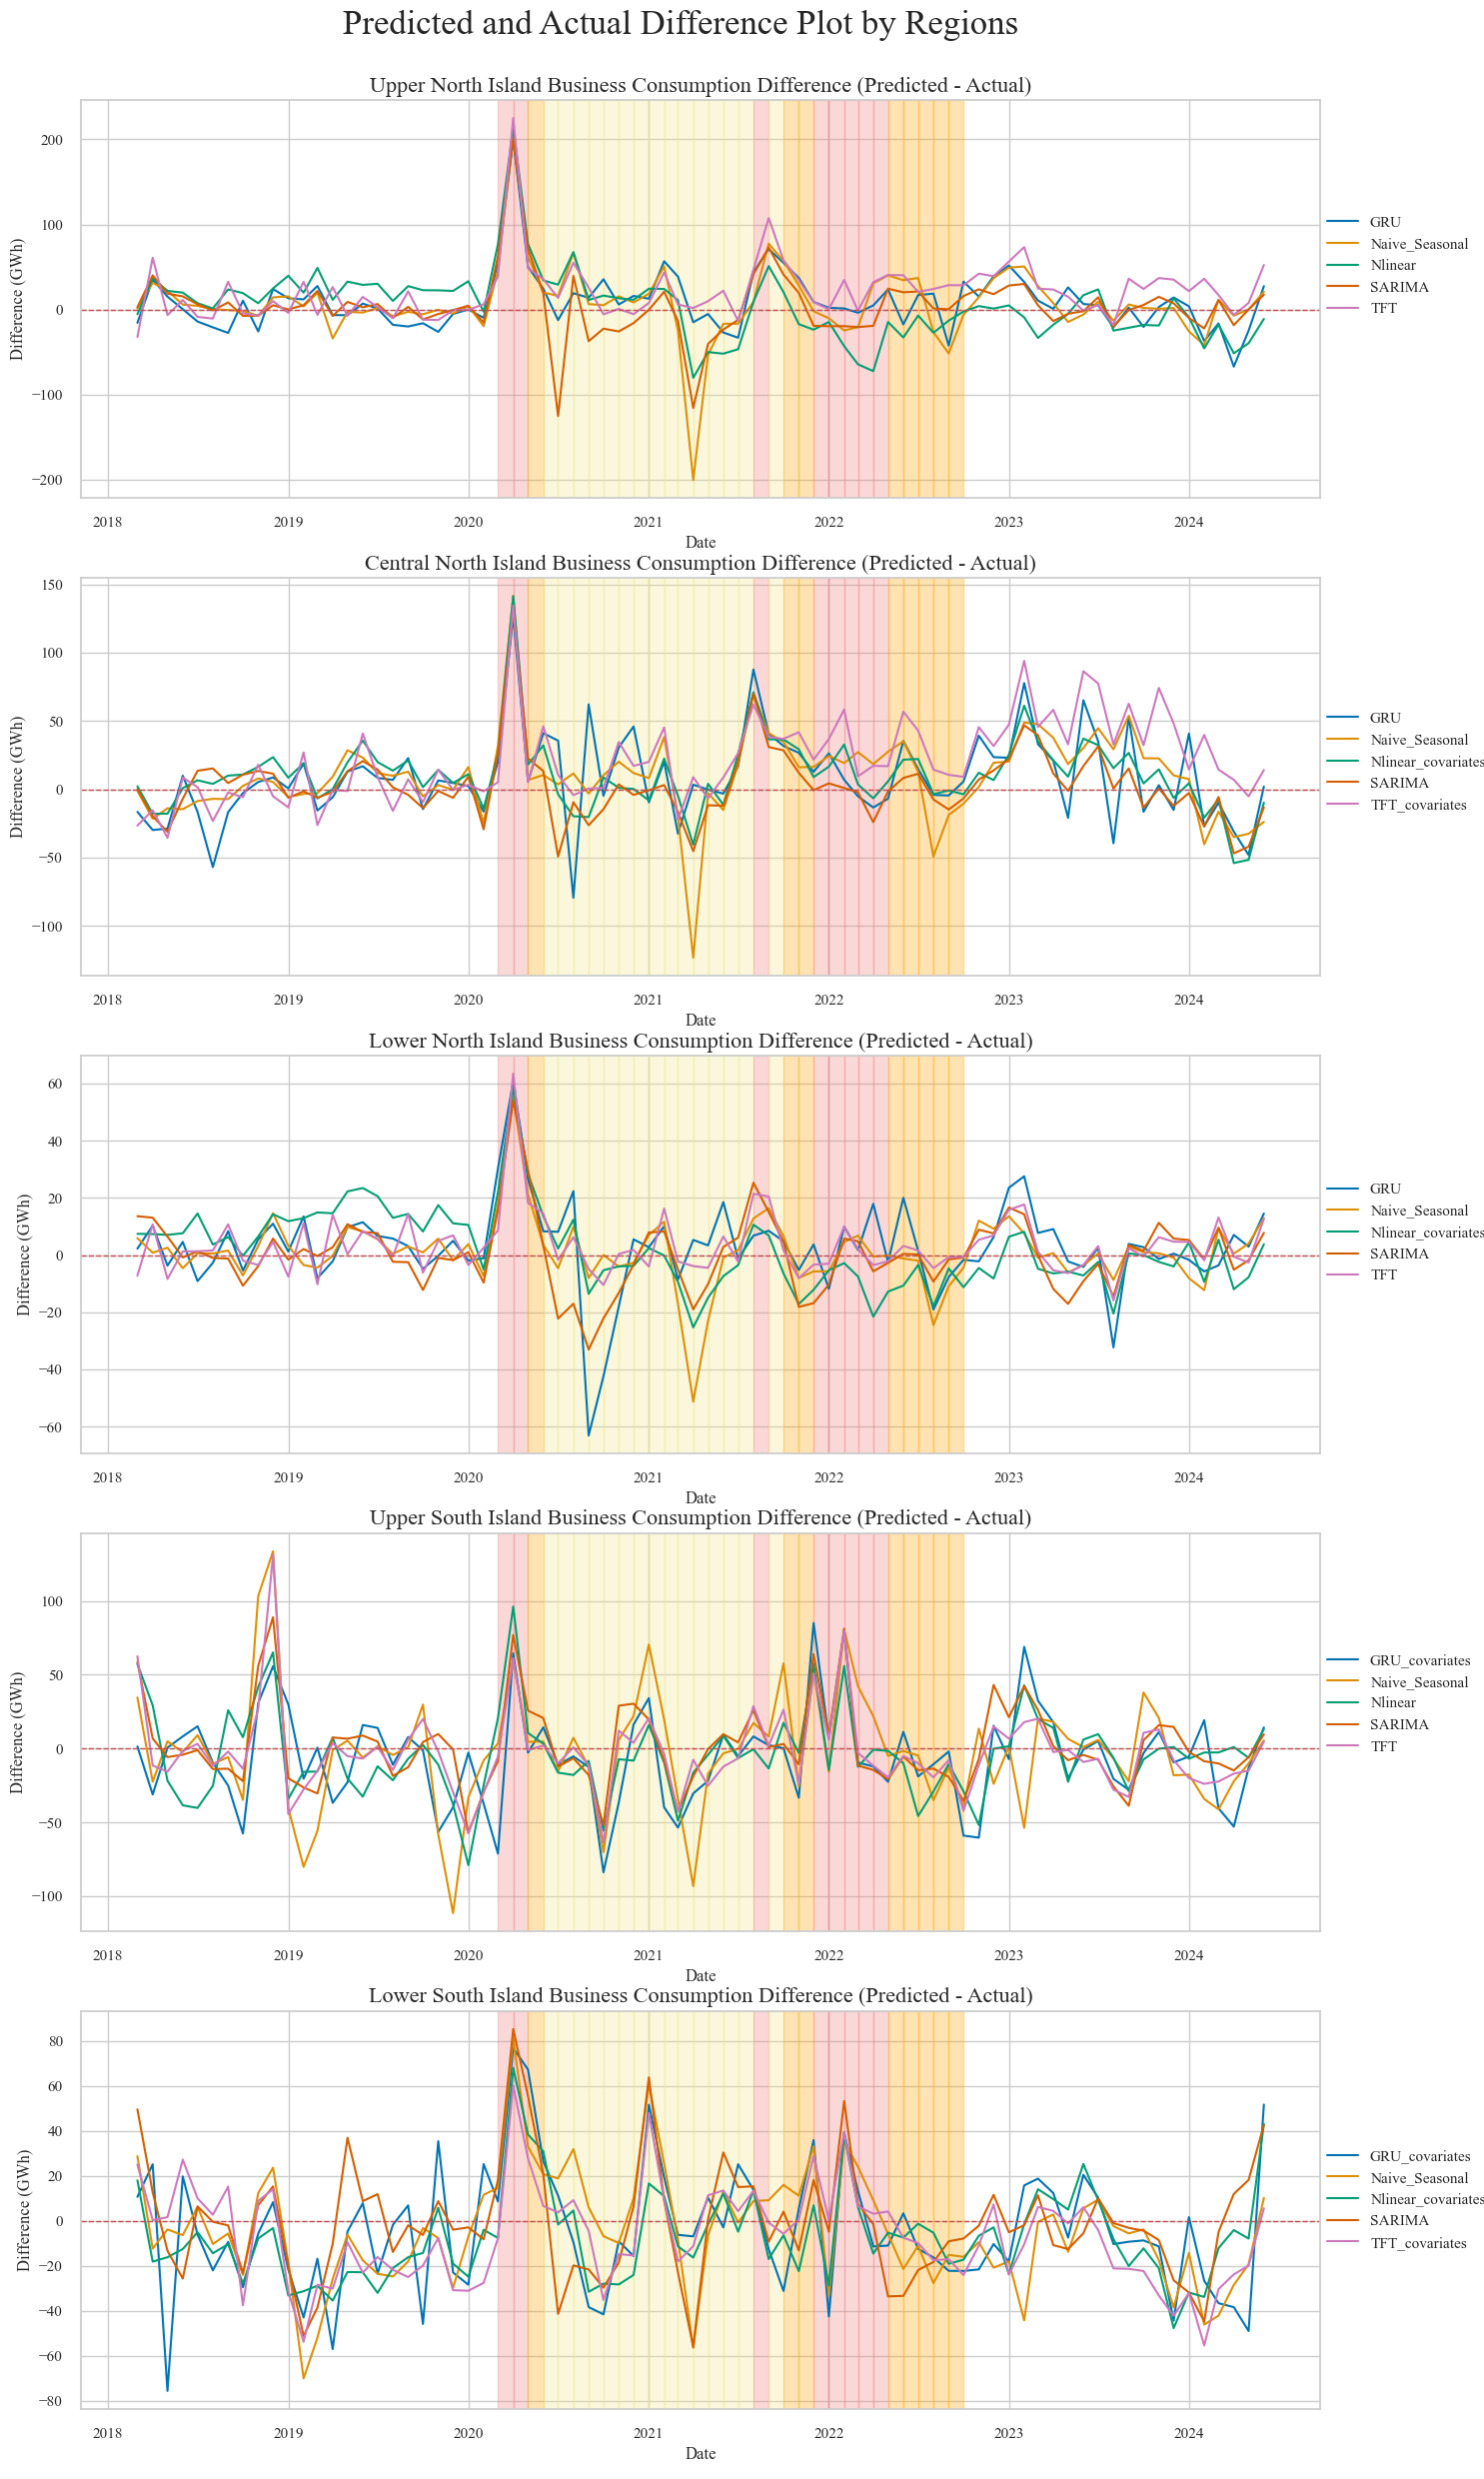 Predicted and Actual Difference Plot by Regions
Upper North Island Business Consumption Difference (Predicted - Actual)
Difference (GWh)
200
100
0
−100
−200
2018 2019 2020 2021 2022 2023 2024
Date
GRU
Naive_Seasonal
Nlinear
SARIMA
TFT
Central North Island Business Consumption Difference (Predicted - Actual)
Difference (GWh)
150
100
50
0
−50
−100
2018 2019 2020 2021 2022 2023 2024
Date
GRU
Naive_Seasonal
Nlinear_covariates
SARIMA
TFT_covariates
Lower North Island Business Consumption Difference (Predicted - Actual)
Difference (GWh)
60
40
20
0
−20
−40
−60
2018 2019 2020 2021 2022 2023 2024
Date
GRU
Naive_Seasonal
Nlinear_covariates
SARIMA
TFT
Upper South Island Business Consumption Difference (Predicted - Actual)
Difference (GWh)
100
50
0
−50
−100
2018 2019 2020 2021 2022 2023 2024
Date
GRU_covariates
Naive_Seasonal
Nlinear
SARIMA
TFT
Lower South Island Business Consumption Difference (Predicted - Actual)
Difference (GWh)
80
60
40
20
0
−20
−40
−60
−80
2018 2019 2020 2021 2022 2023 2024
Date
GRU_covariates
Naive_Seasonal
Nlinear_covariates
SARIMA
TFT_covariates